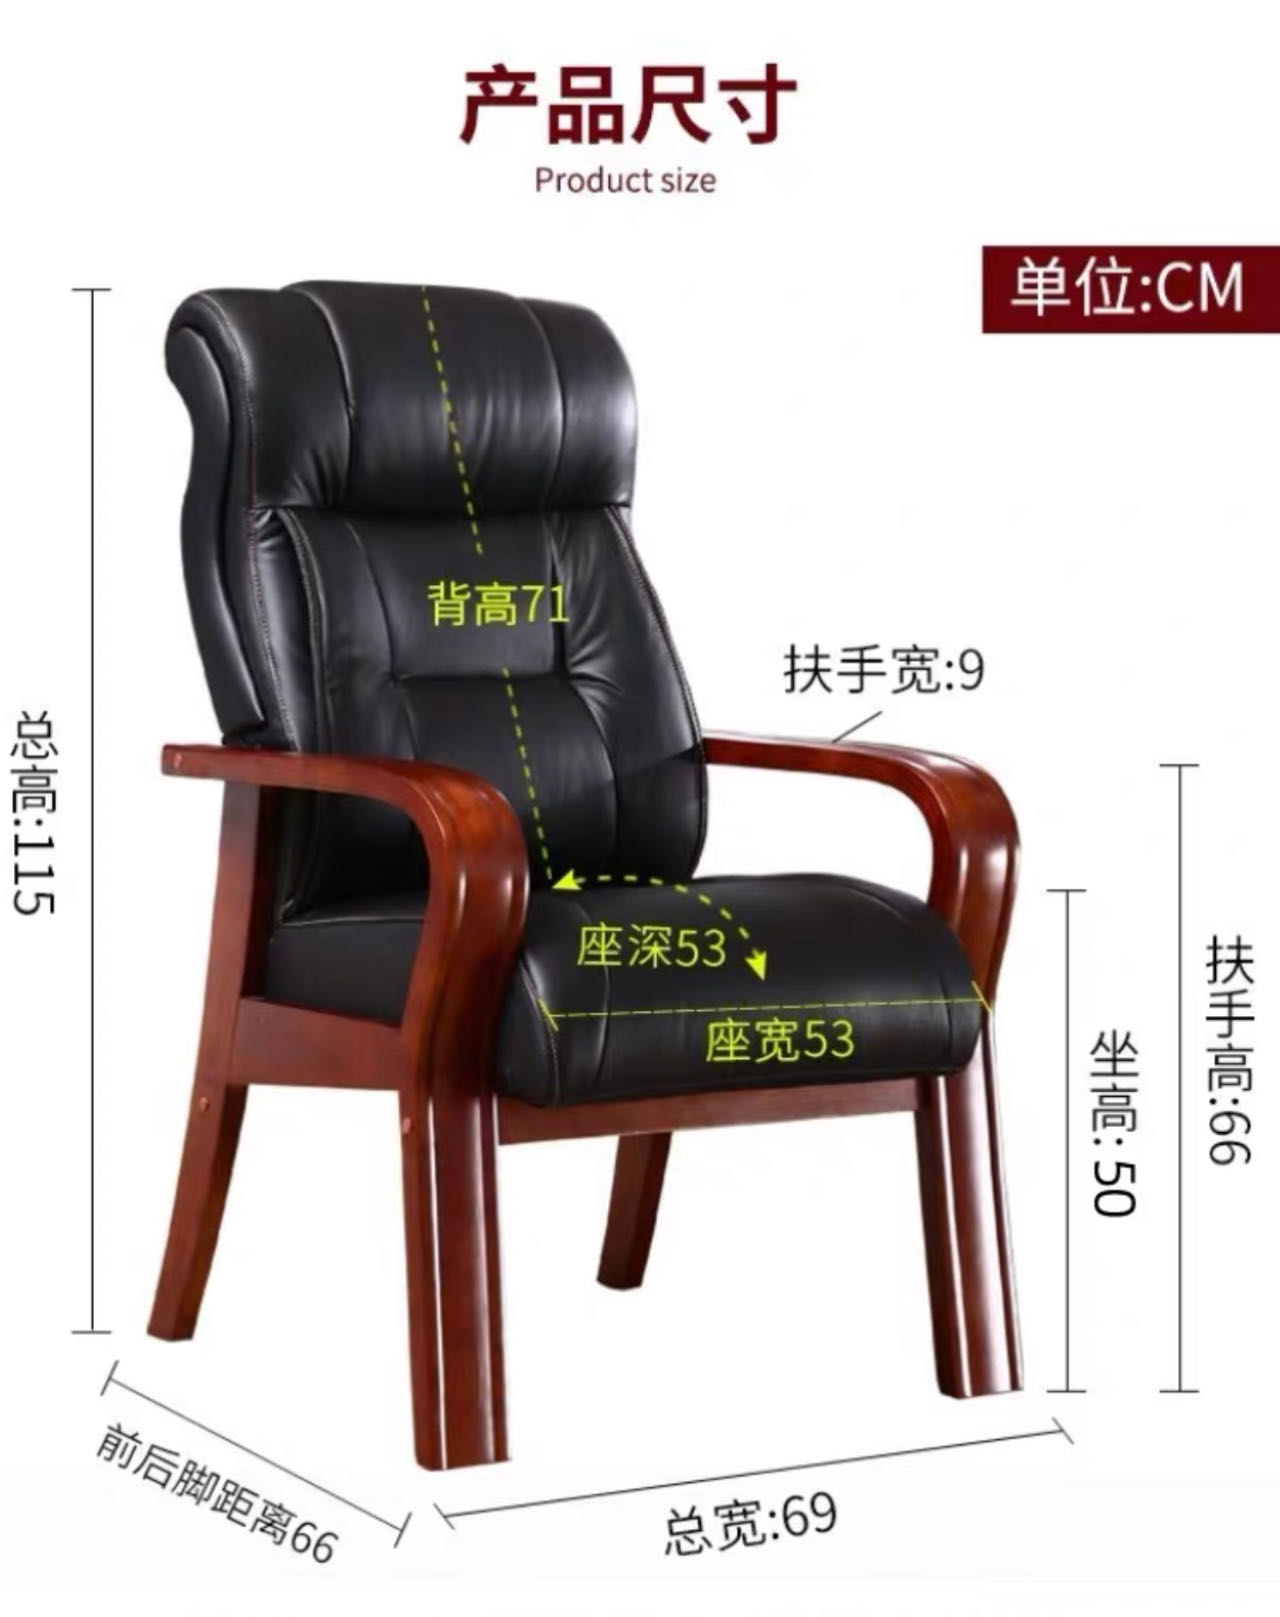 产品尺寸
Product size
单位:CM
背高71
扶手宽:9
总高:115
座深53
座宽53
扶手高:66
坐高: 50
前后脚距离66
总宽:69